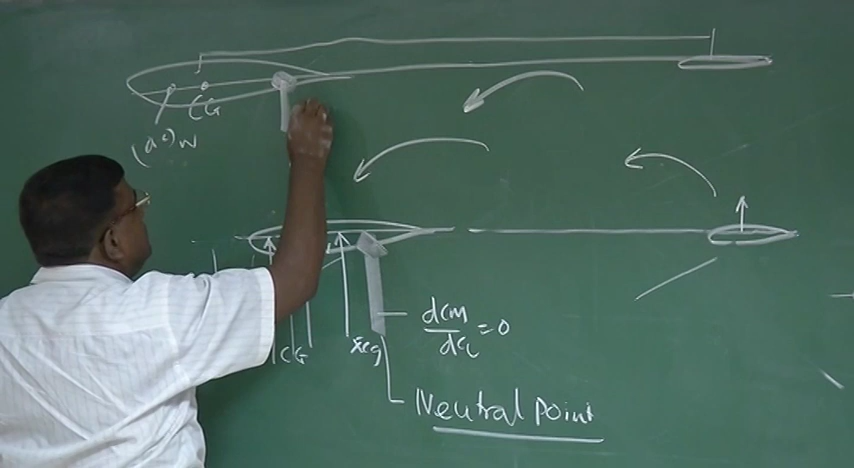 CG
(ac)w
dCM
dCL
=0
CG
Xcg
Neutral Point